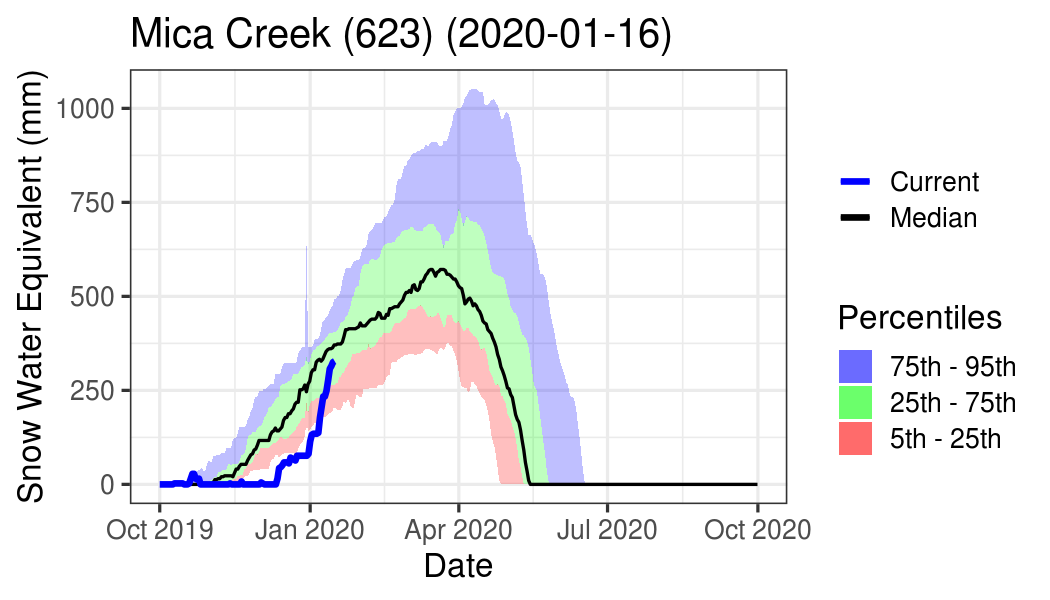 Mica Creek (623) (2020-01-16)
Snow Water Equivalent (mm)
1000
750
500
250
0
Oct 2019
Jan 2020
Apr 2020
Jul 2020
Oct 2020
Date
Current
Median
Percentiles
75th - 95th
25th - 75th
5th - 25th